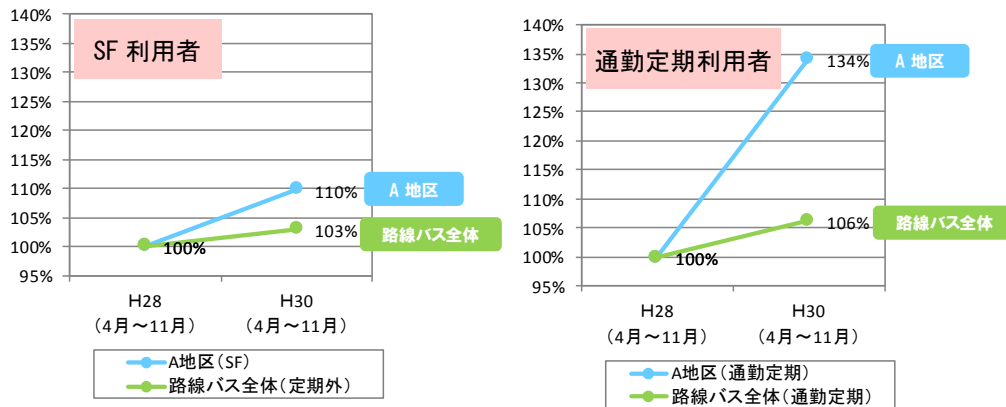 140%
135%
130%
125%
120%
115%
110%
105%
100%
95%
SF 利用者
110%
A 地区
103%
路線バス全体
100%
H28
(4月～11月)
H30
(4月～11月)
A地区(SF)
路線バス全体(定期外)
140%
135%
130%
125%
120%
115%
110%
105%
100%
95%
通勤定期利用者
134%
A 地区
106%
路線バス全体
100%
H28
(4月～11月)
H30
(4月～11月)
A地区(通勤定期)
路線バス全体(通勤定期)